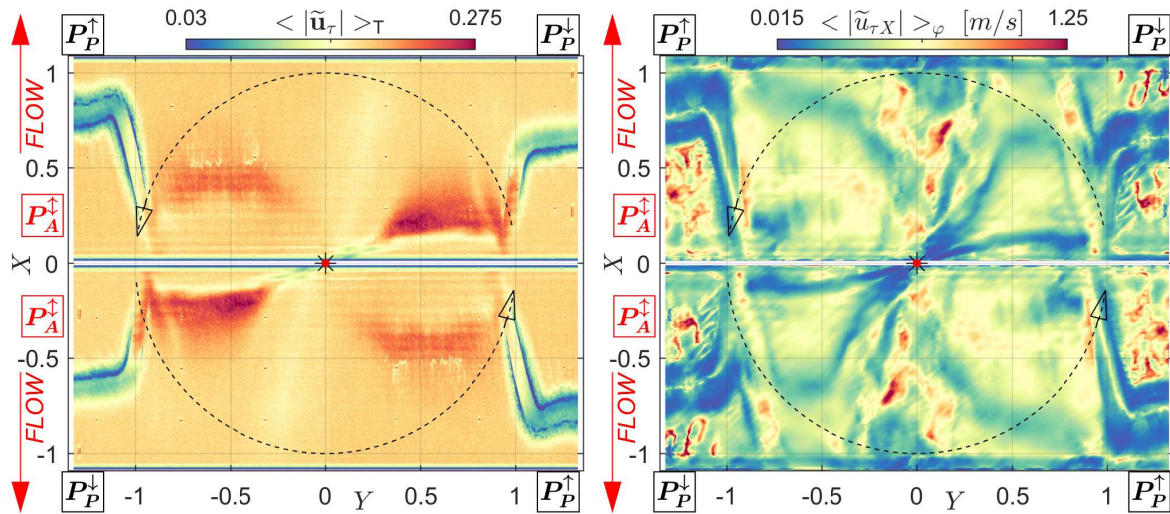 0.03 < |ũ_τ| >_T 0.275
P_P^↑ P_P^↓
FLOW
1
0.5
P_A^↕
X 0
P_A^↕
-0.5
FLOW
-1
P_P^↓ P_P^↑
-1 -0.5 0 Y 0.5 1
0.015 < |ũ_τX| >_φ [m/s] 1.25
P_P^↑ P_P^↓
FLOW
1
0.5
P_A^↕
X 0
P_A^↕
-0.5
FLOW
-1
P_P^↓ P_P^↑
-1 -0.5 0 Y 0.5 1